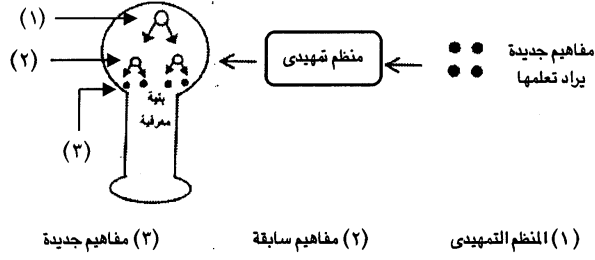 (١)
(٢)
(٣)
منظم تمهيدى
مفاهيم جديدة
يراد تعلمها
بنية
معرفية
(١) المنظم التمهيدى
(٢) مفاهيم سابقة
(٣) مفاهيم جديدة